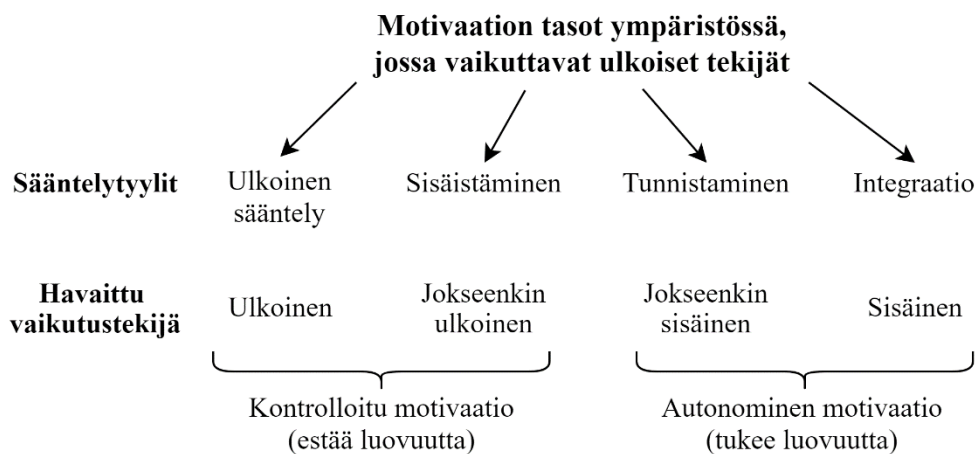 Motivaation tasot ympäristössä,
jossa vaikuttavat ulkoiset tekijät
Sääntelytyylit
Ulkoinen
sääntely
Sisäistäminen
Tunnistaminen
Integraatio
Havaittu
vaikutustekijä
Ulkoinen
Jokseenkin
ulkoinen
Jokseenkin
sisäinen
Sisäinen
Kontrolloitu motivaatio
(estää luovuutta)
Autonominen motivaatio
(tukee luovuutta)